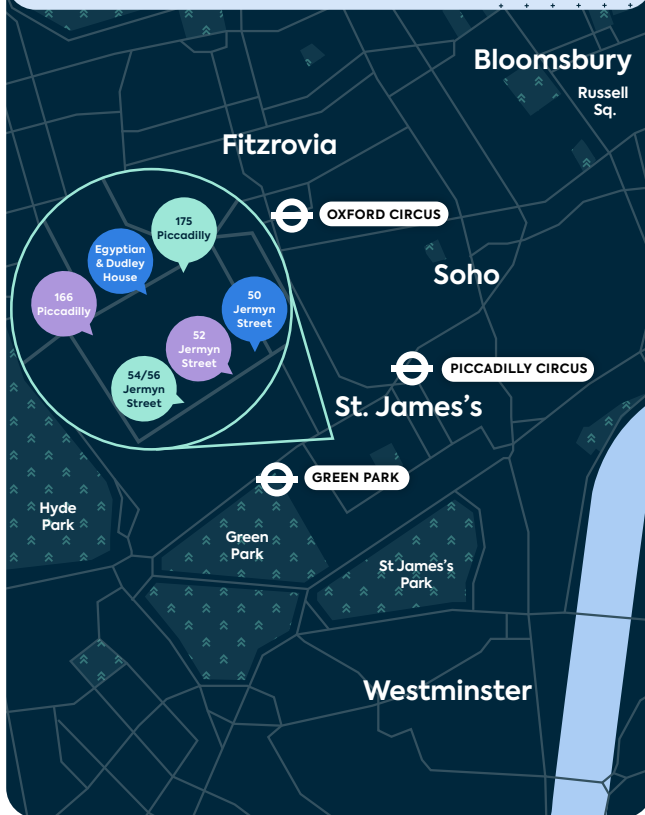 Bloomsbury
Russell
Sq.
Fitzrovia
OXFORD CIRCUS
175
Piccadilly
Egyptian
& Dudley
House
166
Piccadilly
50
Jermyn
Street
52
Jermyn
Street
54/56
Jermyn
Street
Soho
PICCADILLY CIRCUS
St. James’s
GREEN PARK
Hyde
Park
Green
Park
St James’s
Park
Westminster